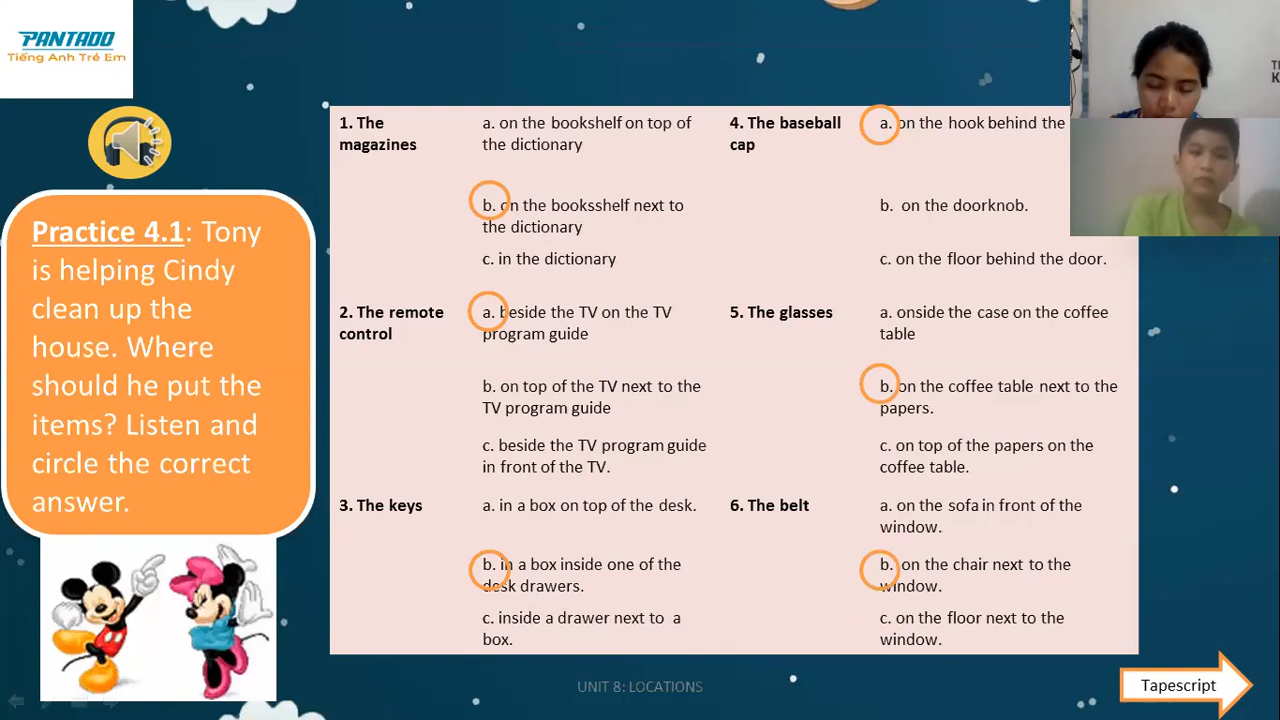 PANTADO
Tiếng Anh Trẻ Em
Practice 4.1: Tony
is helping Cindy
clean up the
house. Where
should he put the
items? Listen and
circle the correct
answer.
1. The
magazines
a. on the bookshelf on top of
the dictionary
b. on the booksshelf next to
the dictionary
c. in the dictionary
2. The remote
control
a. beside the TV on the TV
program guide
b. on top of the TV next to the
TV program guide
c. beside the TV program guide
in front of the TV.
3. The keys
a. in a box on top of the desk.
b. in a box inside one of the
desk drawers.
c. inside a drawer next to a
box.
4. The baseball
cap
a. on the hook behind the
b. on the doorknob.
c. on the floor behind the door.
5. The glasses
a. onside the case on the coffee
table
b. on the coffee table next to the
papers.
c. on top of the papers on the
coffee table.
6. The belt
a. on the sofa in front of the
window.
b. on the chair next to the
window.
c. on the floor next to the
window.
UNIT 8: LOCATIONS
Tapescript